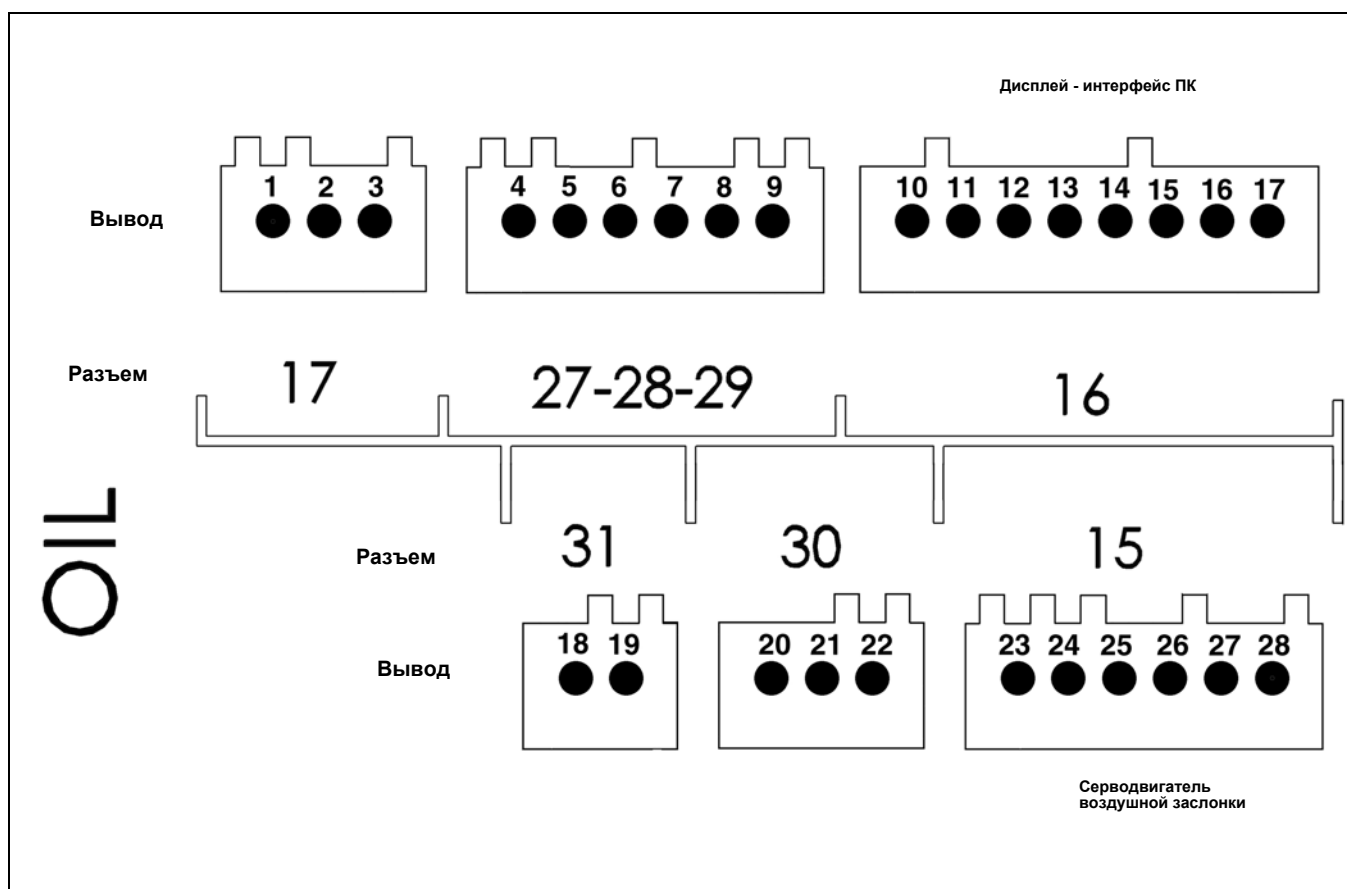 Дисплей - интерфейс ПК
1 2 3 4 5 6 7 8 9 10 11 12 13 14 15 16 17
Вывод
Разъем 17 27-28-29 16
OIL
Разъем 31 30 15
18 19 20 21 22 23 24 25 26 27 28
Вывод
Серводвигатель
воздушной заслонки